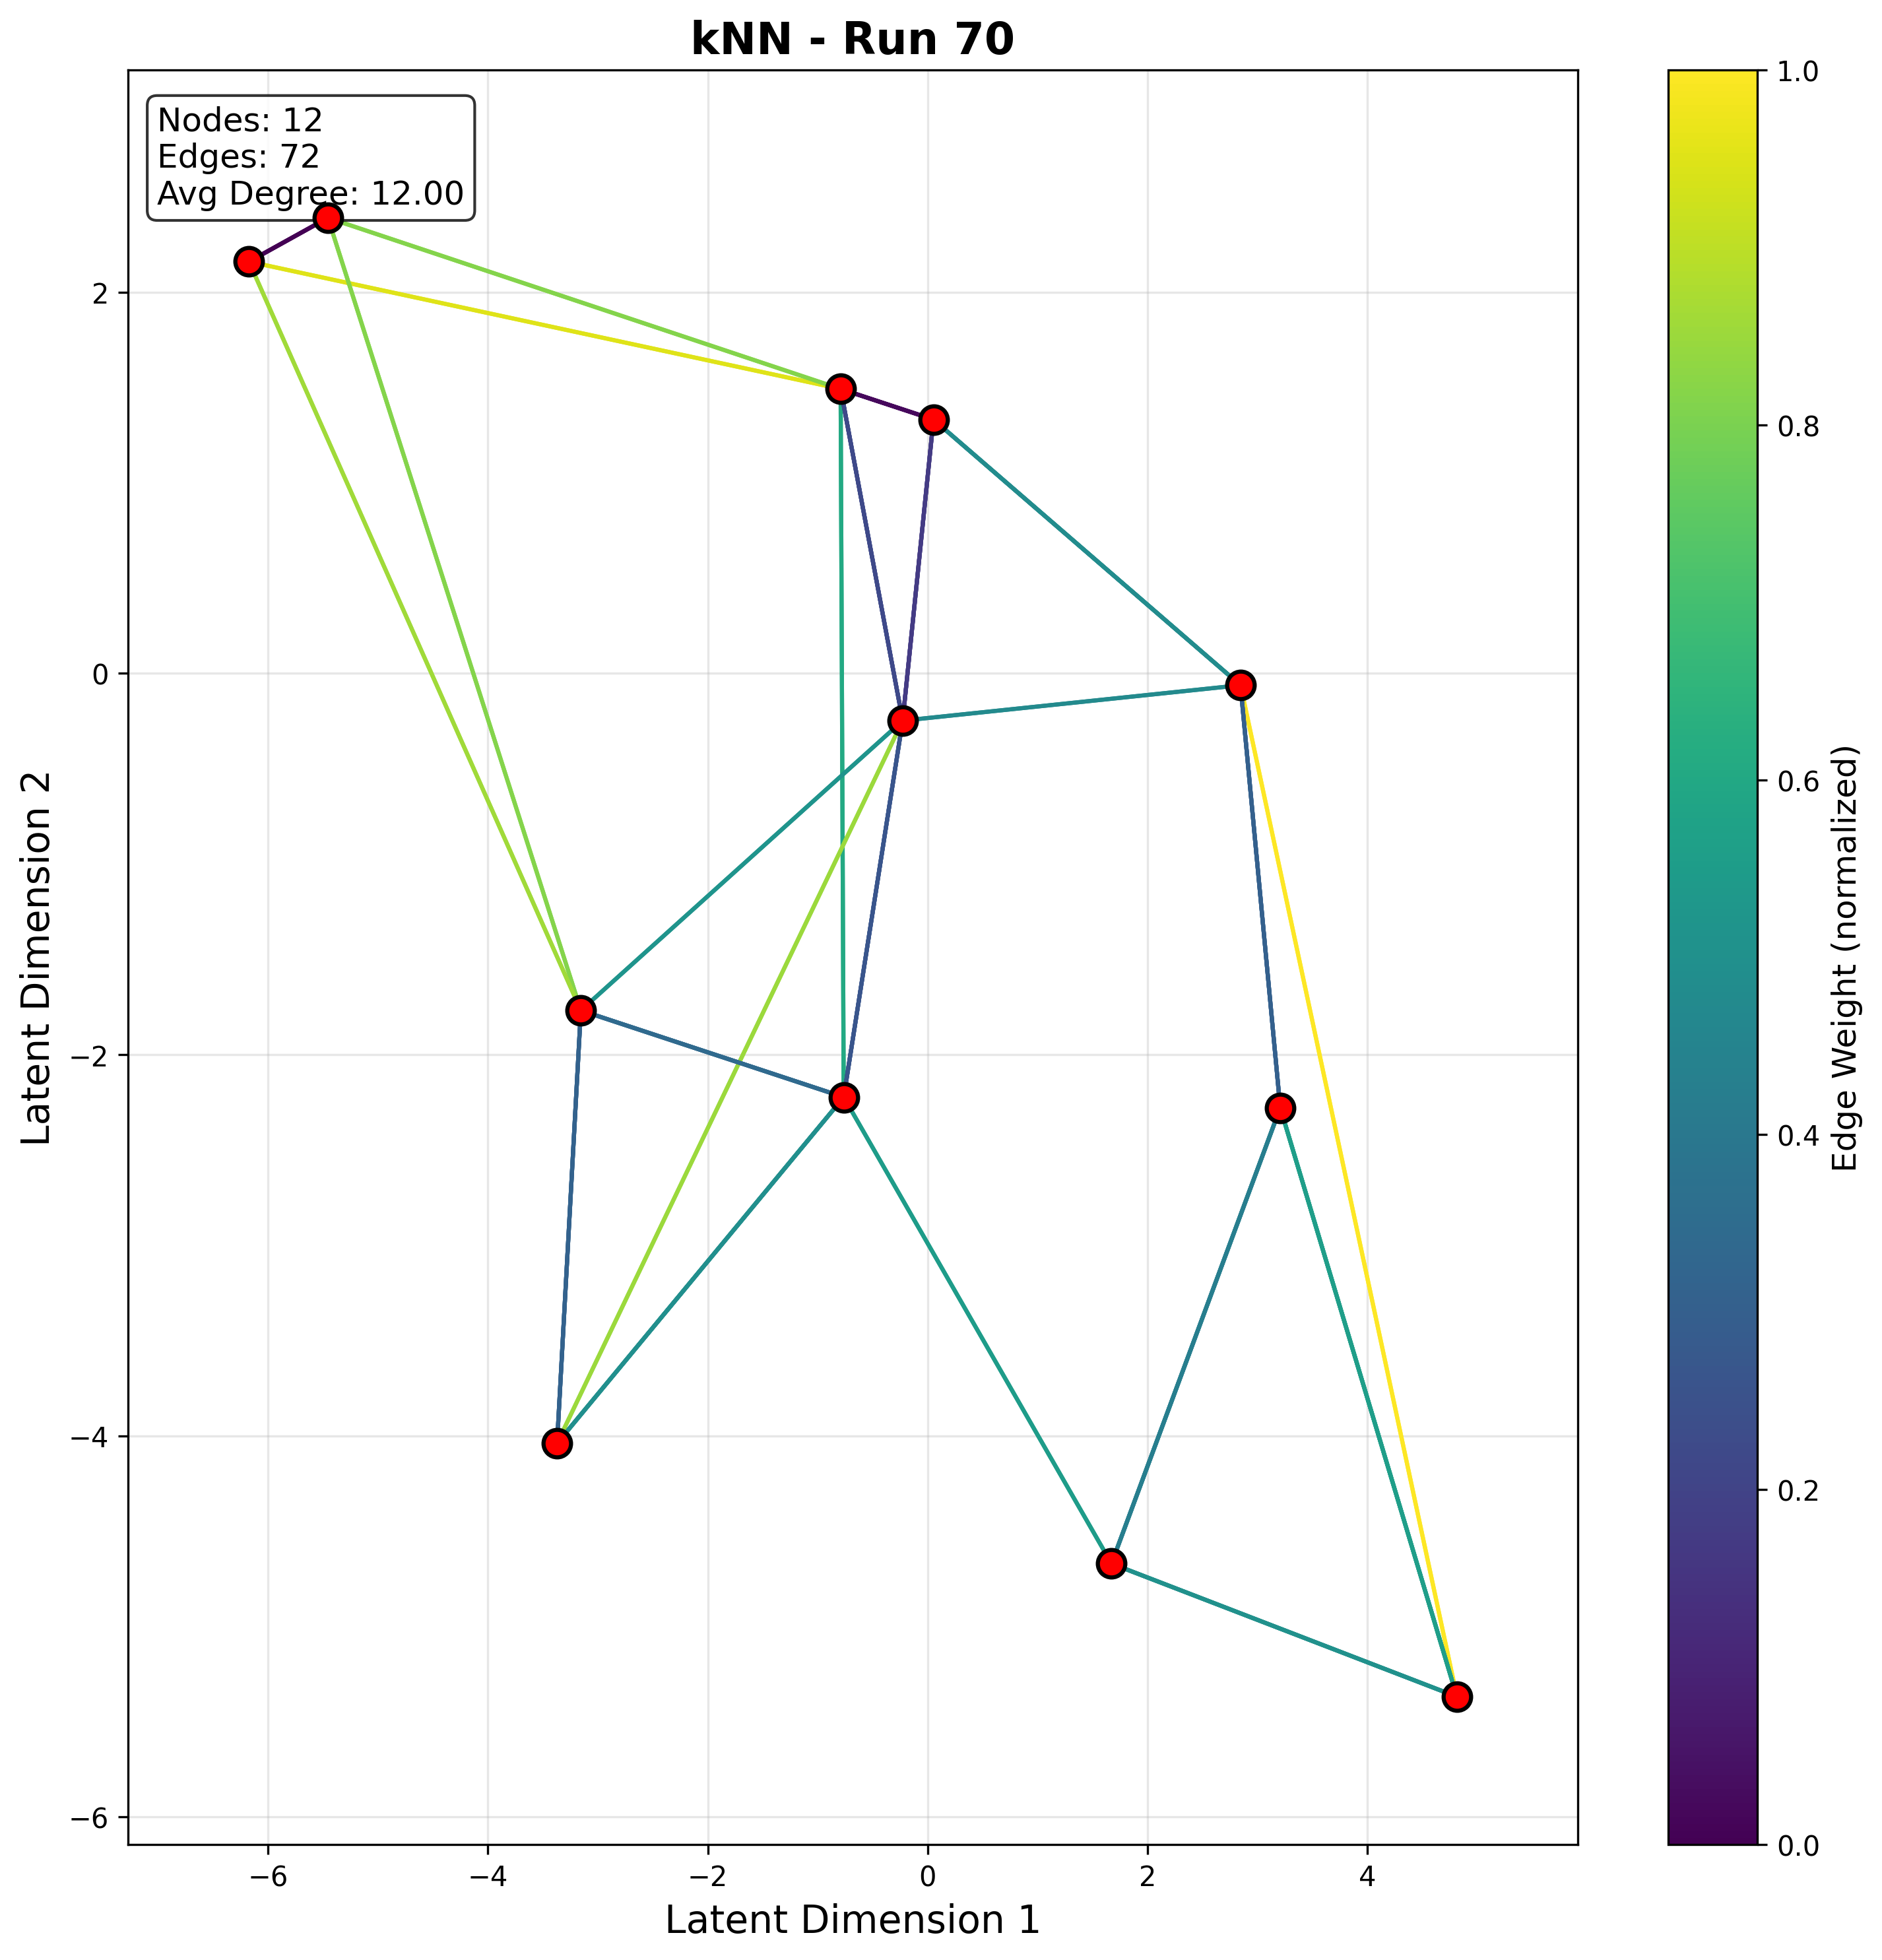 kNN - Run 70
Nodes: 12
Edges: 72
Avg Degree: 12.00
2
0
−2
−4
−6
Latent Dimension 2
−6
−4
−2
0
2
4
Latent Dimension 1
1.0
0.8
0.6
0.4
0.2
0.0
Edge Weight (normalized)